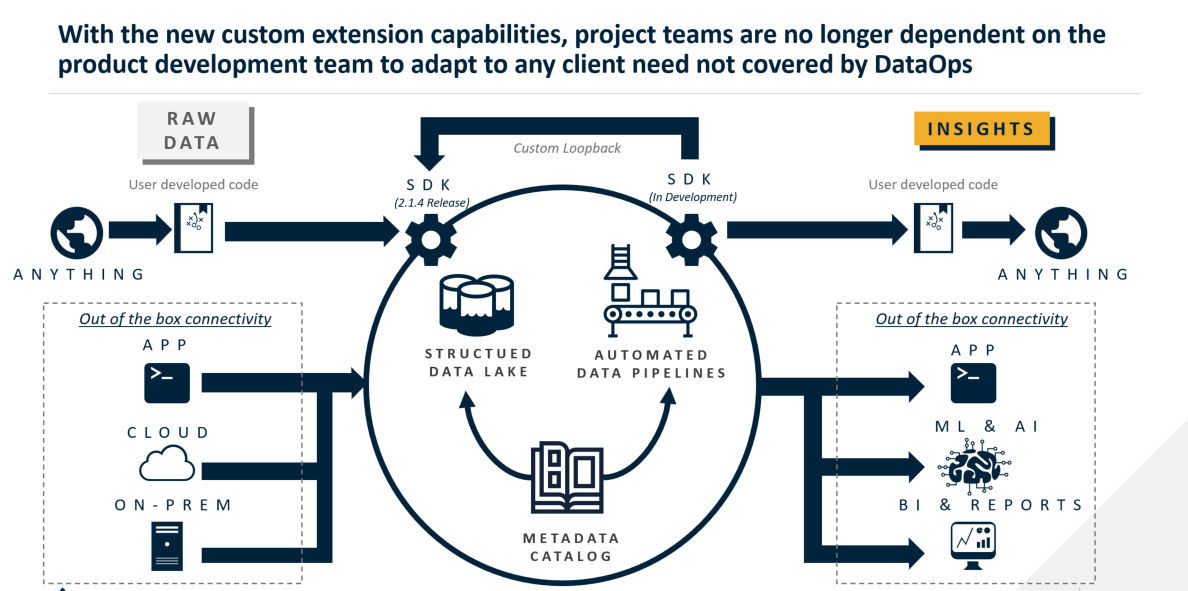 With the new custom extension capabilities, project teams are no longer dependent on the
product development team to adapt to any client need not covered by DataOps
RAW
DATA
INSIGHTS
Custom Loopback
User developed code
SDK
(2.1.4 Release)
SDK
(In Development)
User developed code
ANYTHING
ANYTHING
Out of the box connectivity
APP
>_
CLOUD
ON-PREM
STRUCTUED
DATA LAKE
AUTOMATED
DATA PIPELINES
METADATA
CATALOG
Out of the box connectivity
APP
>_
ML & AI
BI & REPORTS